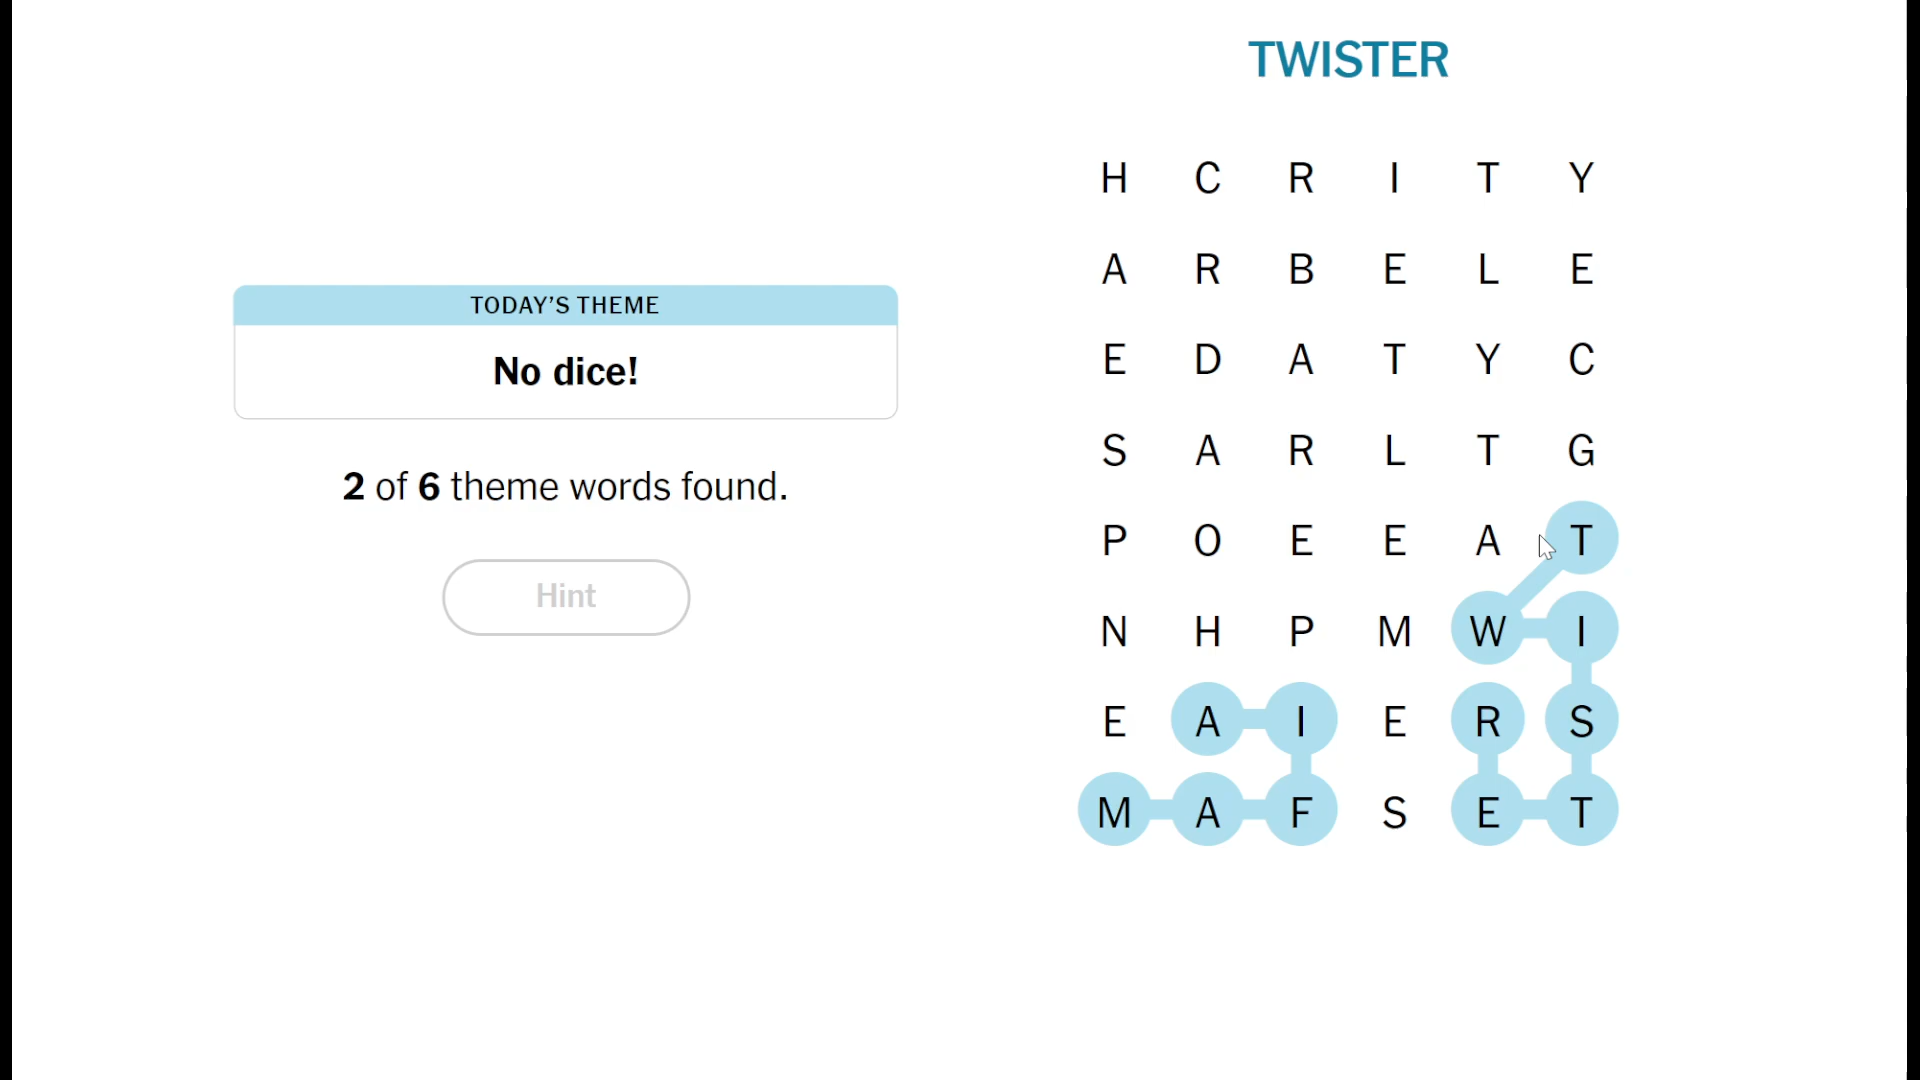 TWISTER
TODAY'S THEME
No dice!
2 of 6 theme words found.
Hint
H C R I T Y
A R B E L E
E D A T Y C
S A R L T G
P O E E A T
N H P M W I
E A I E R S
M A F S E T